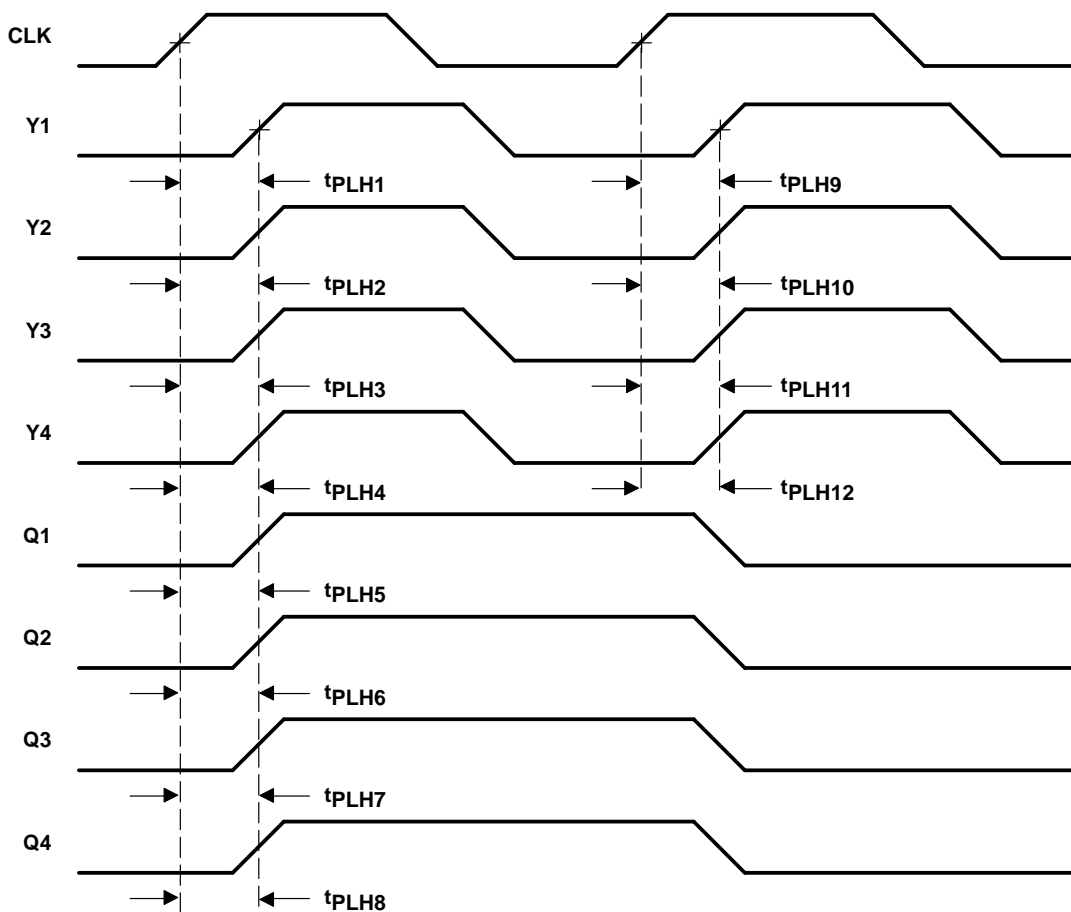 CLK
Y1
tPLH1 tPLH9
Y2
tPLH2 tPLH10
Y3
tPLH3 tPLH11
Y4
tPLH4 tPLH12
Q1
tPLH5
Q2
tPLH6
Q3
tPLH7
Q4
tPLH8